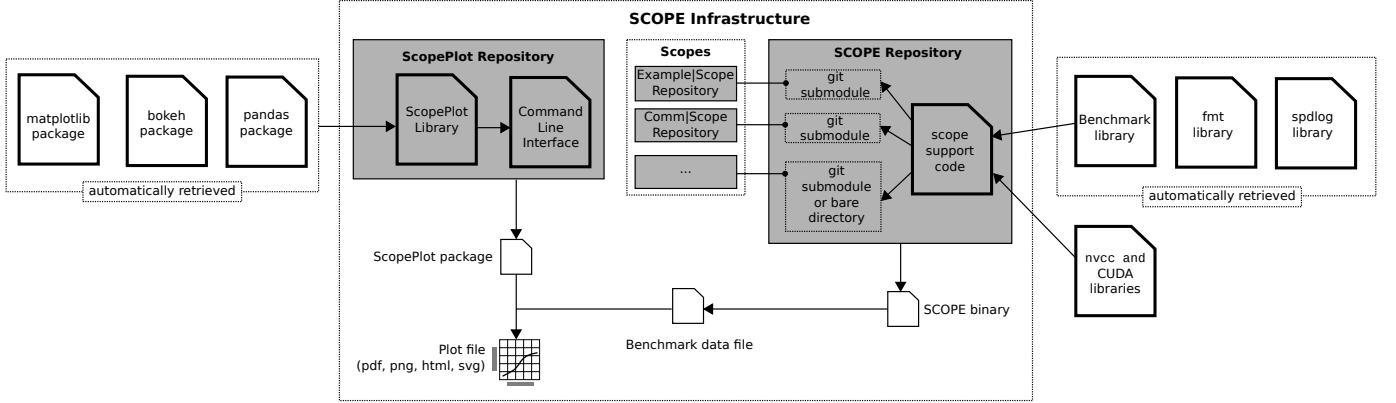 SCOPE Infrastructure
matplotlib
package
bokeh
package
pandas
package
automatically retrieved
ScopePlot Repository
ScopePlot
Library
Command
Line
Interface
Scopes
Example|Scope
Repository
Comm|Scope
Repository
...
SCOPE Repository
git
submodule
git
submodule
git
submodule
or bare
directory
scope
support
code
Benchmark
library
fmt
library
spdlog
library
automatically retrieved
nvcc and
CUDA
libraries
ScopePlot package
SCOPE binary
Benchmark data file
Plot file
(pdf, png, html, svg)